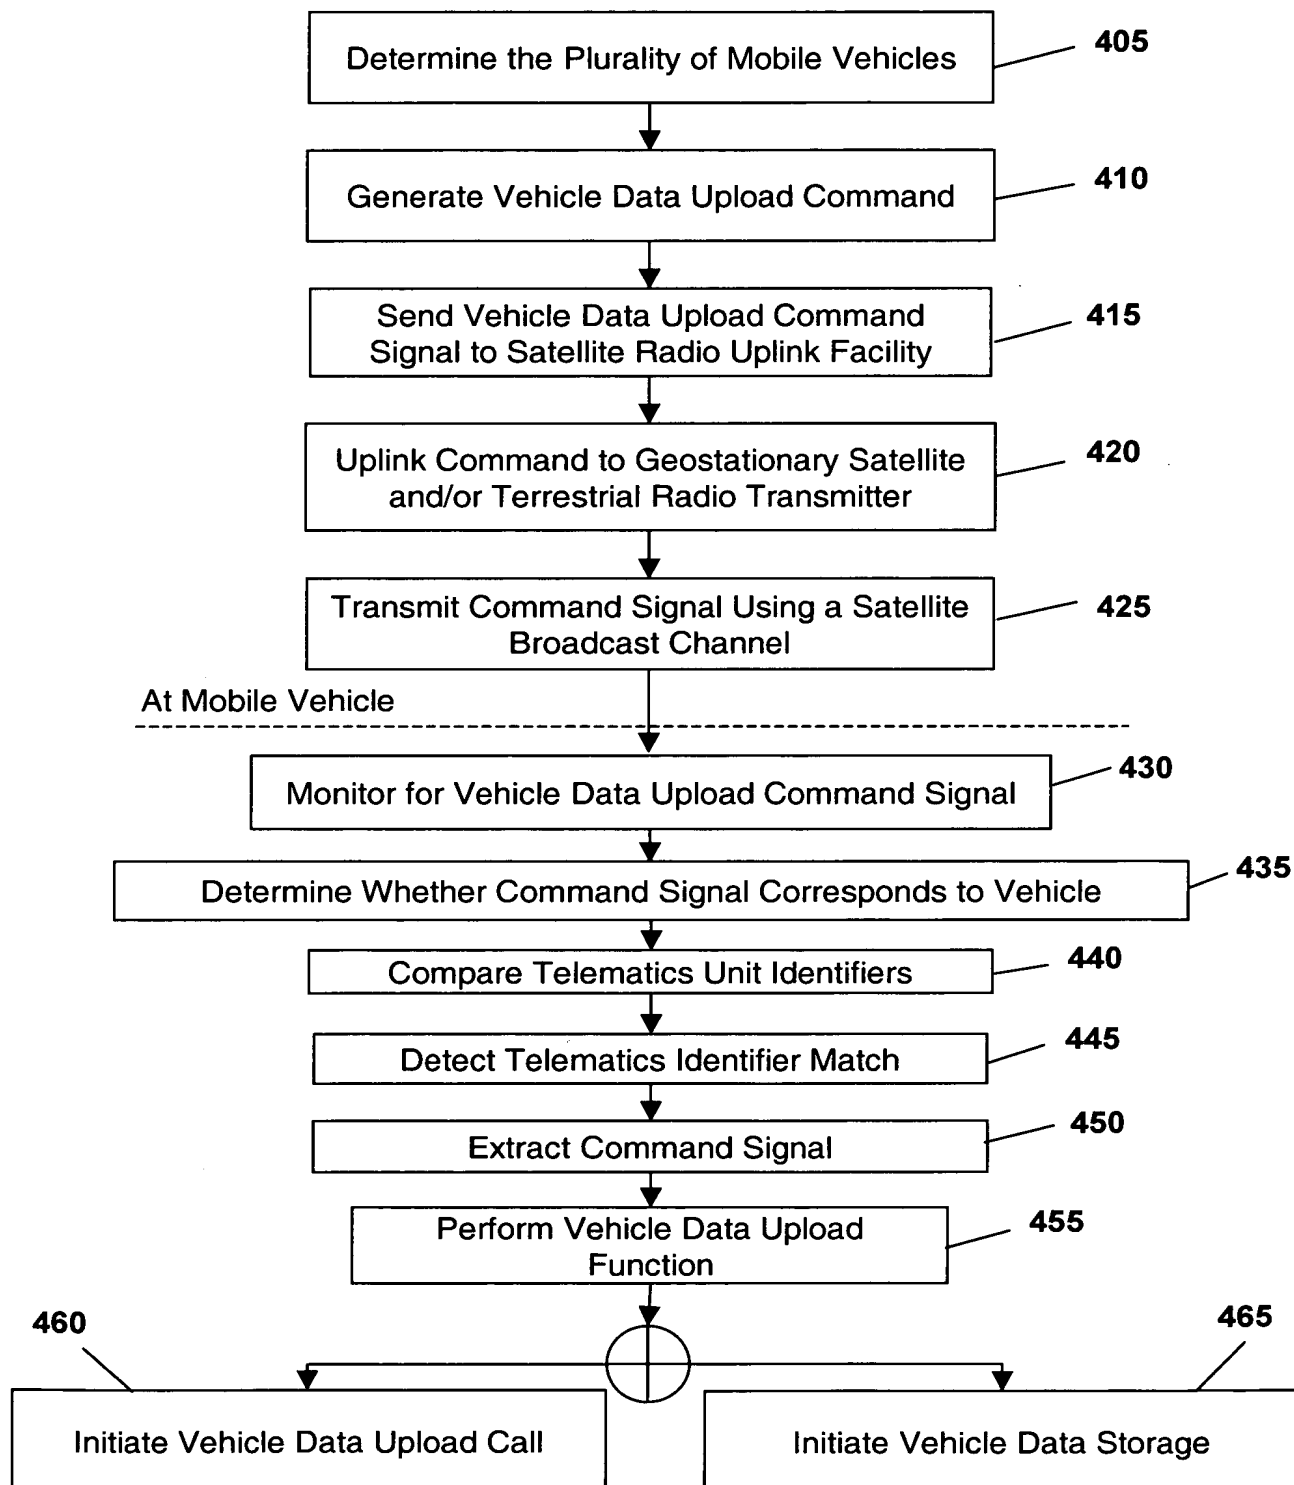 Determine the Plurality of Mobile Vehicles
405
Generate Vehicle Data Upload Command
410
Send Vehicle Data Upload Command
Signal to Satellite Radio Uplink Facility
415
Uplink Command to Geostationary Satellite
and/or Terrestrial Radio Transmitter
420
Transmit Command Signal Using a Satellite
Broadcast Channel
425
At Mobile Vehicle
Monitor for Vehicle Data Upload Command Signal
430
Determine Whether Command Signal Corresponds to Vehicle
435
Compare Telematics Unit Identifiers
440
Detect Telematics Identifier Match
445
Extract Command Signal
450
Perform Vehicle Data Upload
Function
455
460
465
Initiate Vehicle Data Upload Call
Initiate Vehicle Data Storage